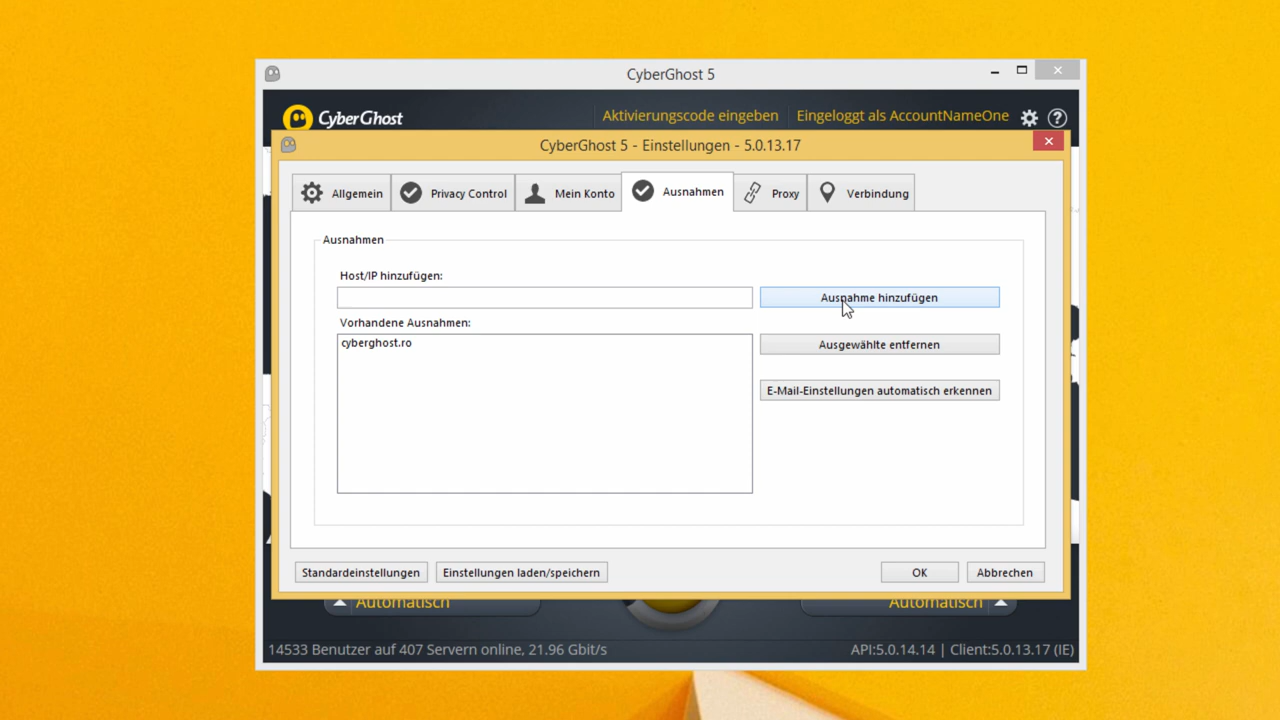 CyberGhost 5
CyberGhost
Aktivierungscode eingeben
Eingeloggt als AccountNameOne
CyberGhost 5 - Einstellungen - 5.0.13.17
Allgemein
Privacy Control
Mein Konto
Ausnahmen
Proxy
Verbindung
Ausnahmen
Host/IP hinzufügen:
Ausnahme hinzufügen
Vorhandene Ausnahmen:
cyberghost.ro
Ausgewählte entfernen
E-Mail-Einstellungen automatisch erkennen
Standardeinstellungen
Einstellungen laden/speichern
OK
Abbrechen
Automatisch
Automatisch
14533 Benutzer auf 407 Servern online, 21.96 Gbit/s
API:5.0.14.14 | Client:5.0.13.17 (IE)